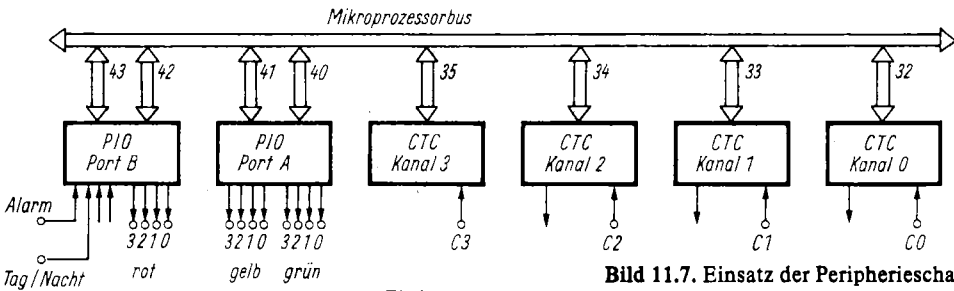 Mikroprozessorbus
43 42 41 40 35 34 33 32
PIO
Port B
PIO
Port A
CTC
Kanal 3
CTC
Kanal 2
CTC
Kanal 1
CTC
Kanal 0
Alarm
Tag/Nacht
3210
rot
3210
gelb
3210
grün
C3
C2
C1
C0
Bild 11.7. Einsatz der Peripheriescha